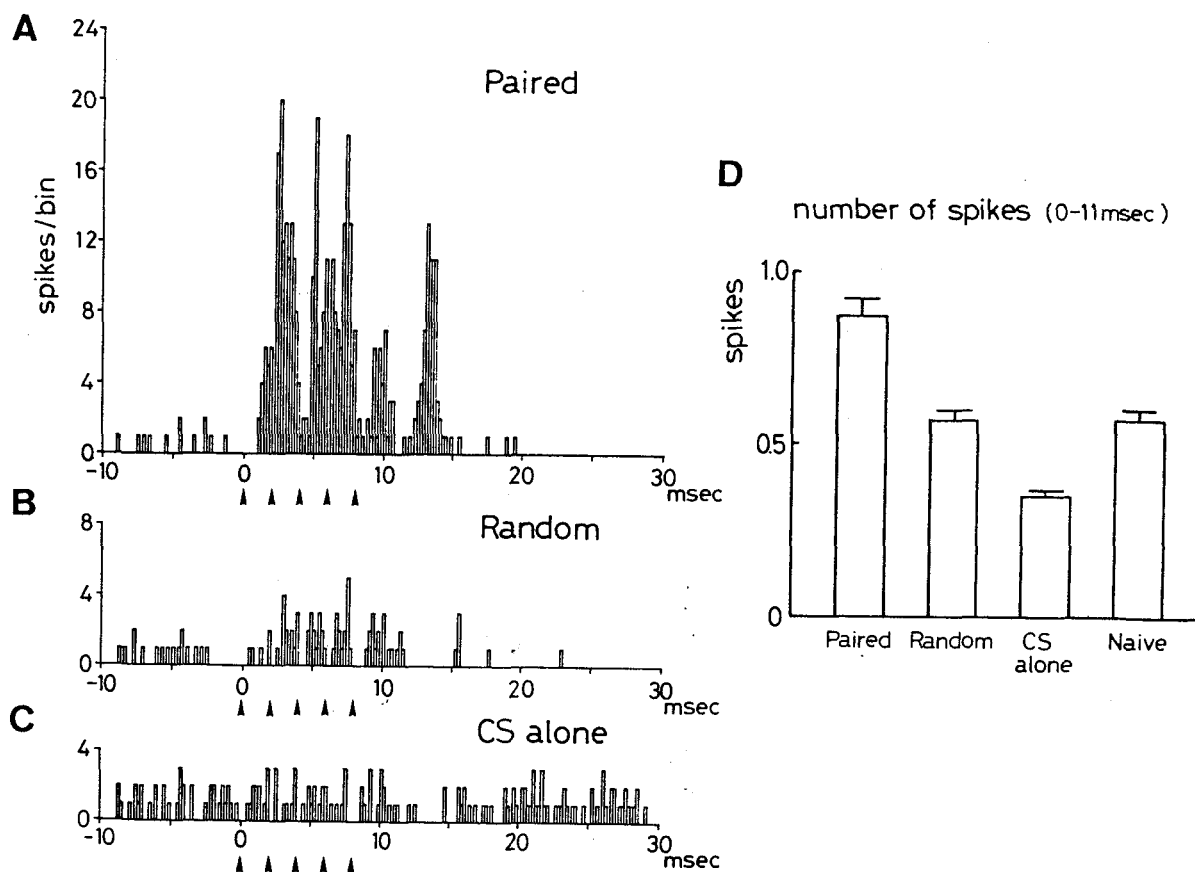 A
Paired
spikes/bin
24
20
16
12
8
4
0
-10 0 10 20 30
msec
B
Random
8
4
0
-10 0 10 20 30
msec
C
CS alone
4
0
-10 0 10 20 30
msec
D
number of spikes (0-11msec)
spikes
1.0
0.5
0
Paired Random CS alone Naive